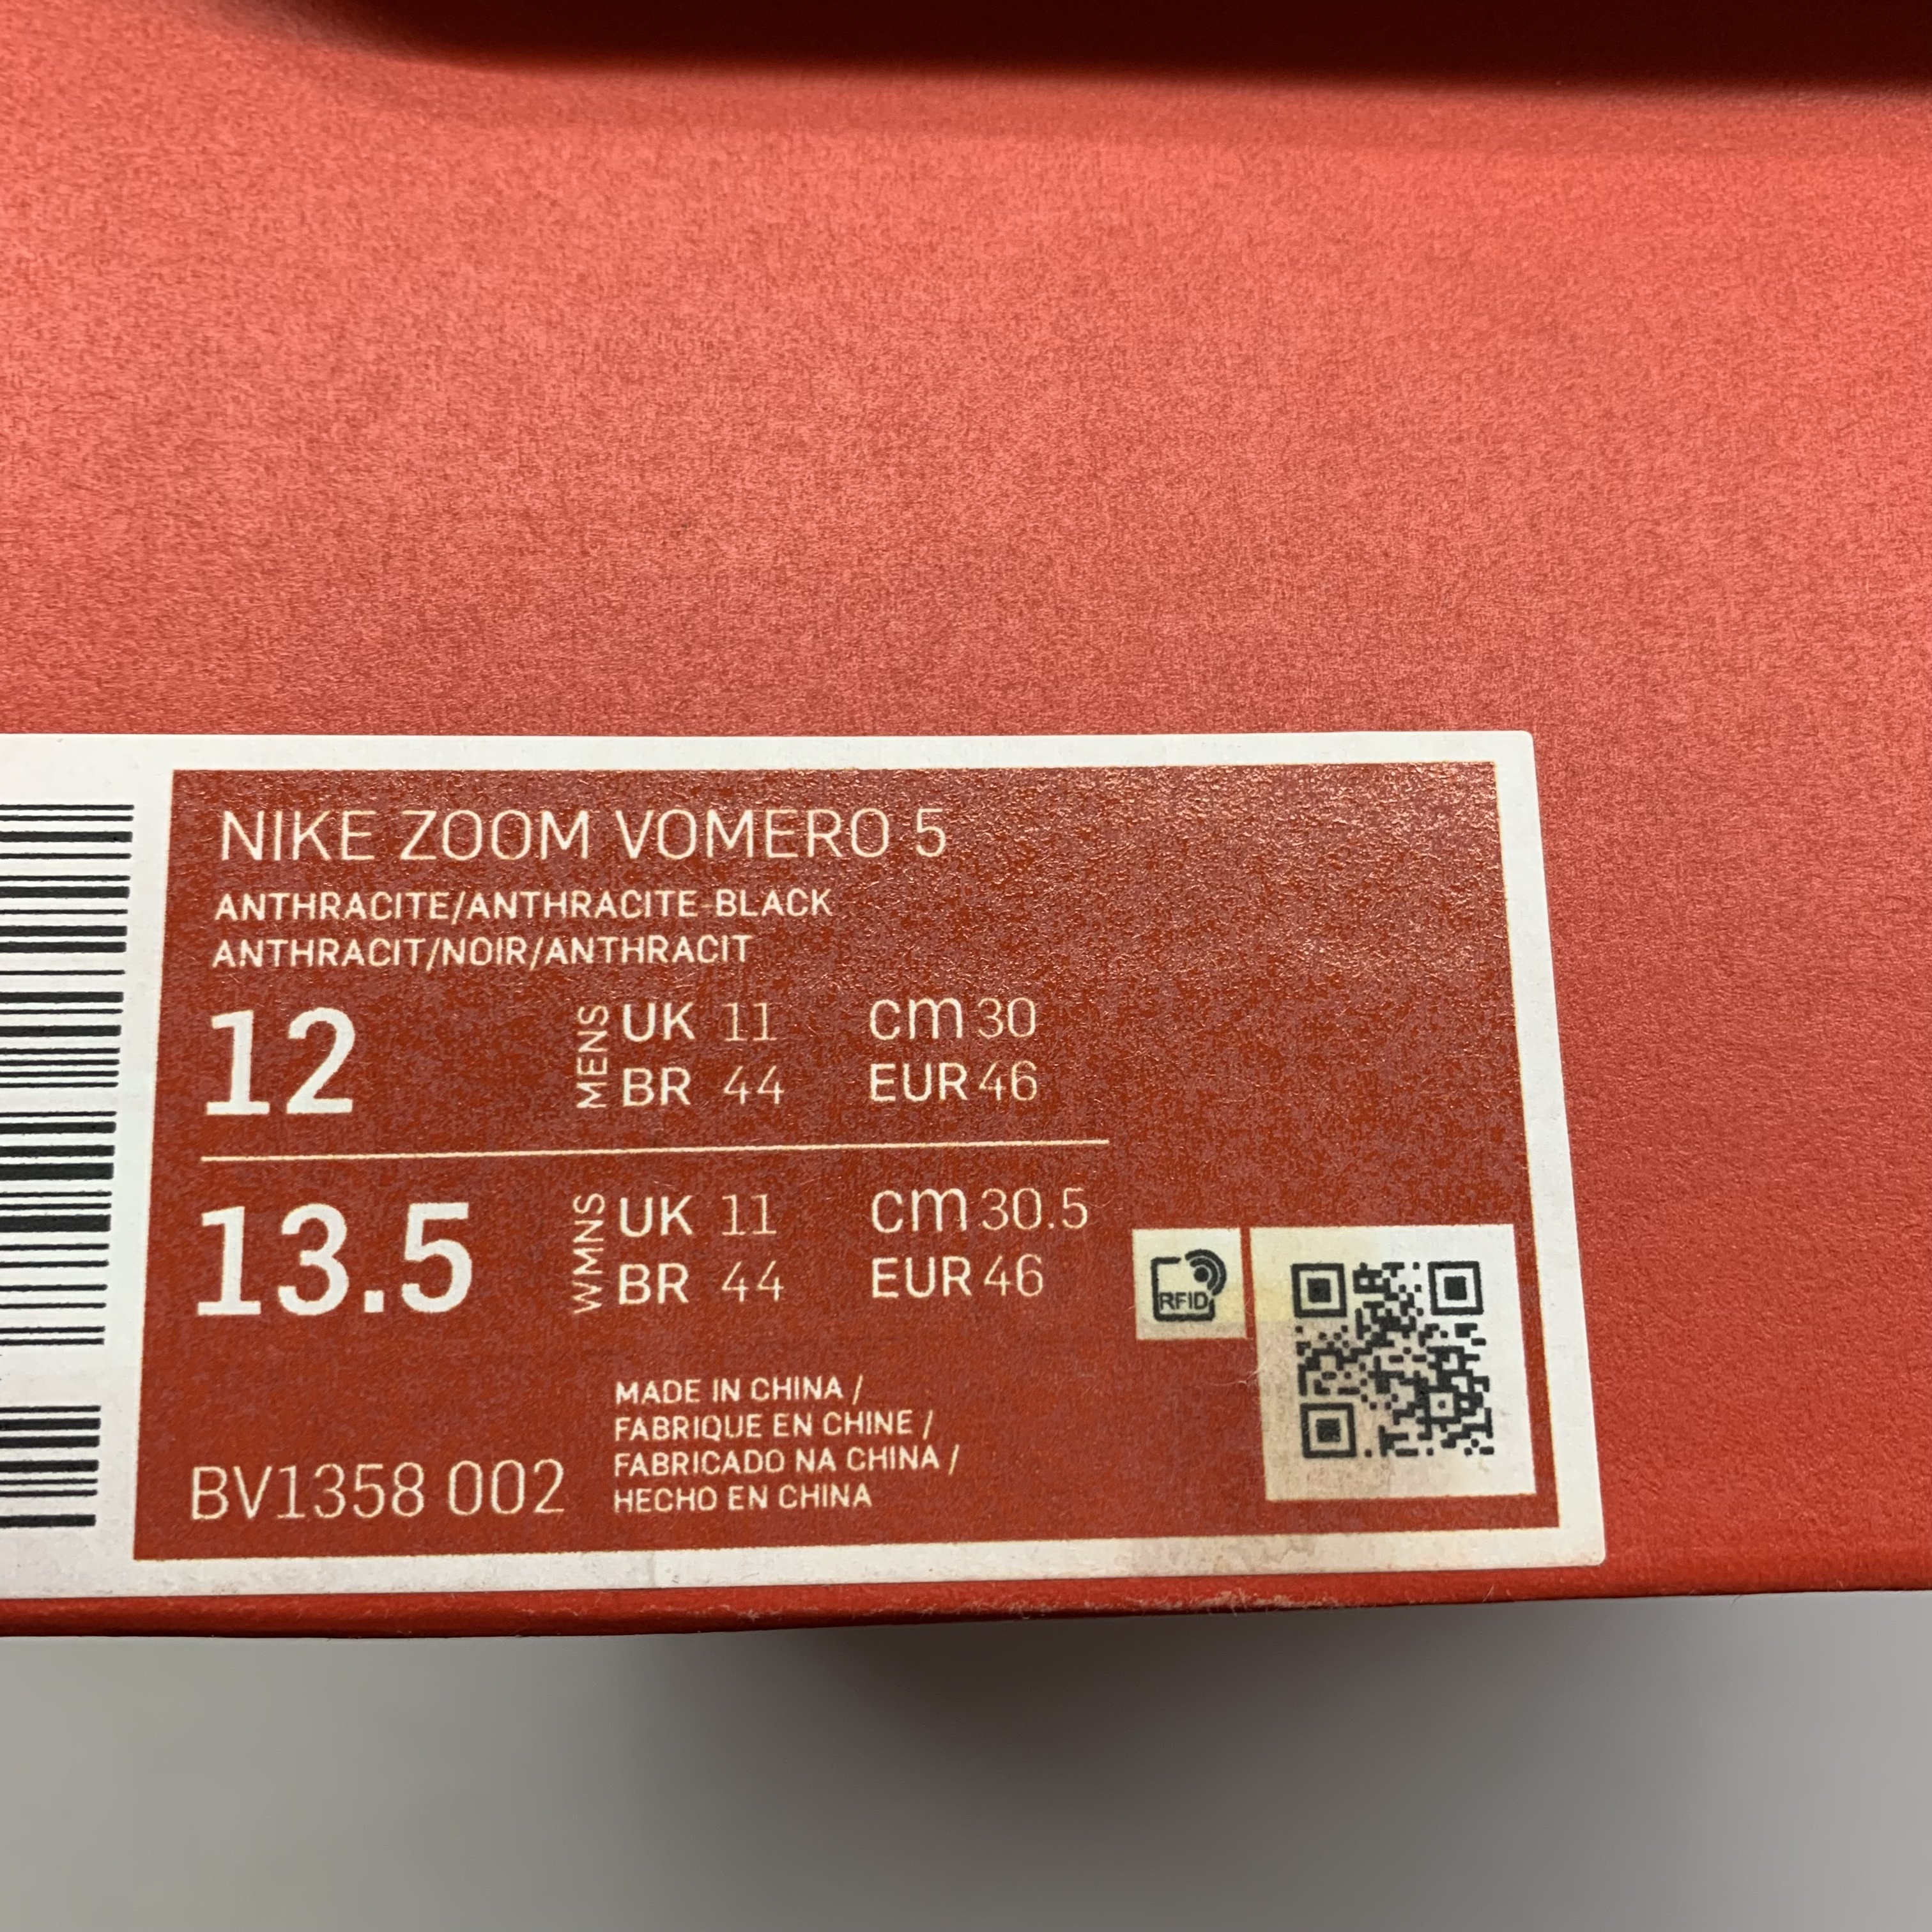 NIKE ZOOM VOMERO 5
ANTHRACITE/ANTHRACITE-BLACK
ANTHRACIT/NOIR/ANTHRACIT
12 MENS UK 11 cm 30
BR 44 EUR 46
13.5 WMNS UK 11 cm 30.5
BR 44 EUR 46
RFID
MADE IN CHINA /
FABRIQUE EN CHINE /
FABRICADO NA CHINA /
HECHO EN CHINA
BV1358 002